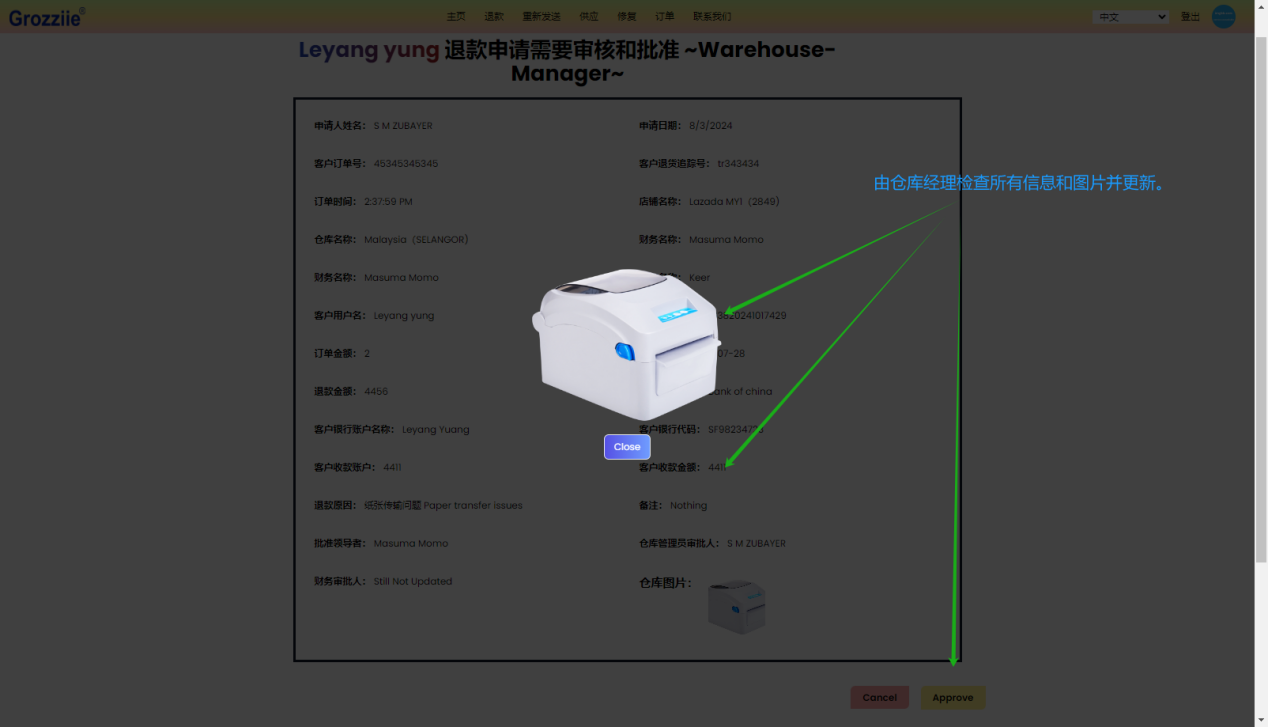 Grozziie®
主页 退款 重新发送 供应 修复 订单 联系我们
中文 登出
Leyang yung 退款申请需要审核和批准 ~Warehouse-
Manager~
申请人姓名： S M ZUBAYER 申请日期： 8/3/2024
客户订单号： 45345345345 客户退货追踪号： tr343434
由仓库经理检查所有信息和图片并更新。
订单时间： 2:37:59 PM 店铺名称： Lazada MY1（2849）
仓库名称： Malaysia（SELANGOR） 财务名称： Masuma Momo
财务名称： Masuma Momo Keer
客户用户名： Leyang yung 3820241017429
订单金额： 2 07-28
退款金额： 4456 Bank of china
客户银行账户名称： Leyang Yuang 客户银行代码：
Close
客户收款账户： 4411 客户收款金额：
退款原因： 纸张传输问题 Paper transfer issues 备注： Nothing
批准领导者： Masuma Momo 仓库管理员审批人： S M ZUBAYER
财务审批人： Still Not Updated 仓库图片：
Cancel Approve